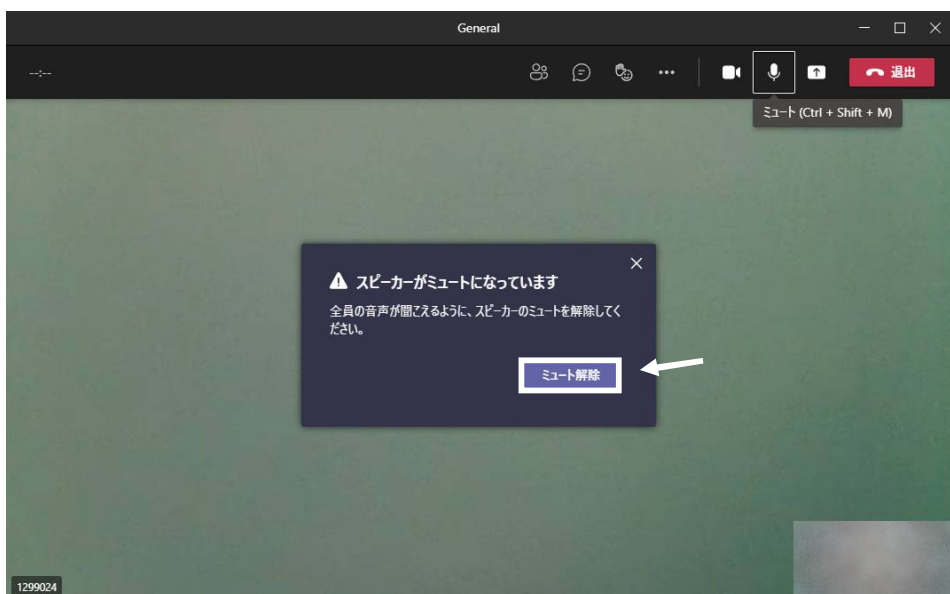 General
--:--
退出
ミュート (Ctrl + Shift + M)
スピーカーがミュートになっています
全員の音声が聞こえるように、スピーカーのミュートを解除してく
ださい。
ミュート解除
1299024